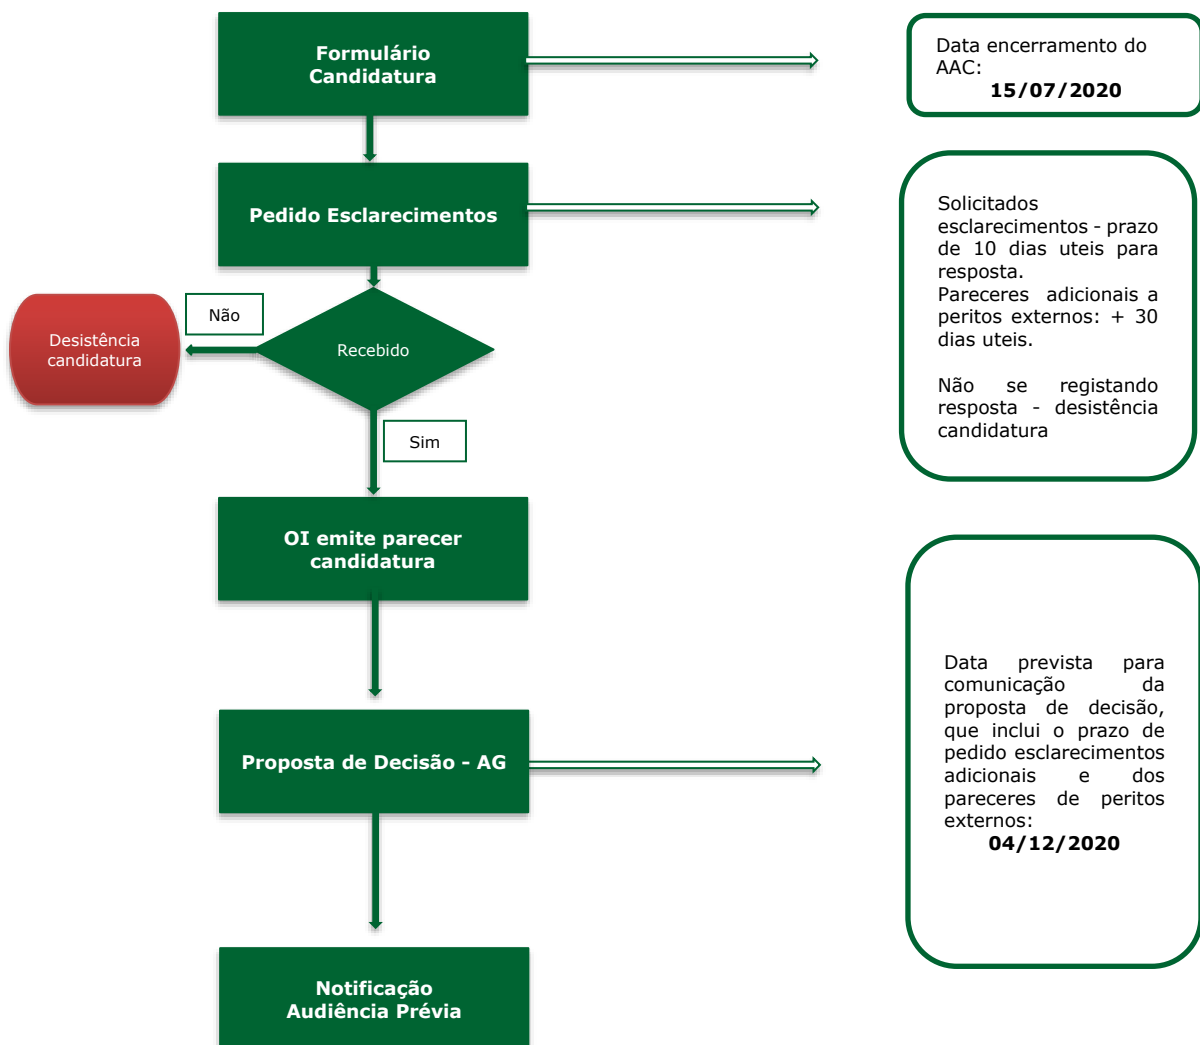 Formulário
Candidatura
Data encerramento do
AAC:
15/07/2020
Pedido Esclarecimentos
Solicitados
esclarecimentos - prazo
de 10 dias uteis para
resposta.
Pareceres adicionais a
peritos externos: + 30
dias uteis.
Não se registando
resposta - desistência
candidatura
Não
Desistência
candidatura
Recebido
Sim
OI emite parecer
candidatura
Proposta de Decisão - AG
Data prevista para
comunicação da
proposta de decisão,
que inclui o prazo de
pedido esclarecimentos
adicionais e dos
pareceres de peritos
externos:
04/12/2020
Notificação
Audiência Prévia